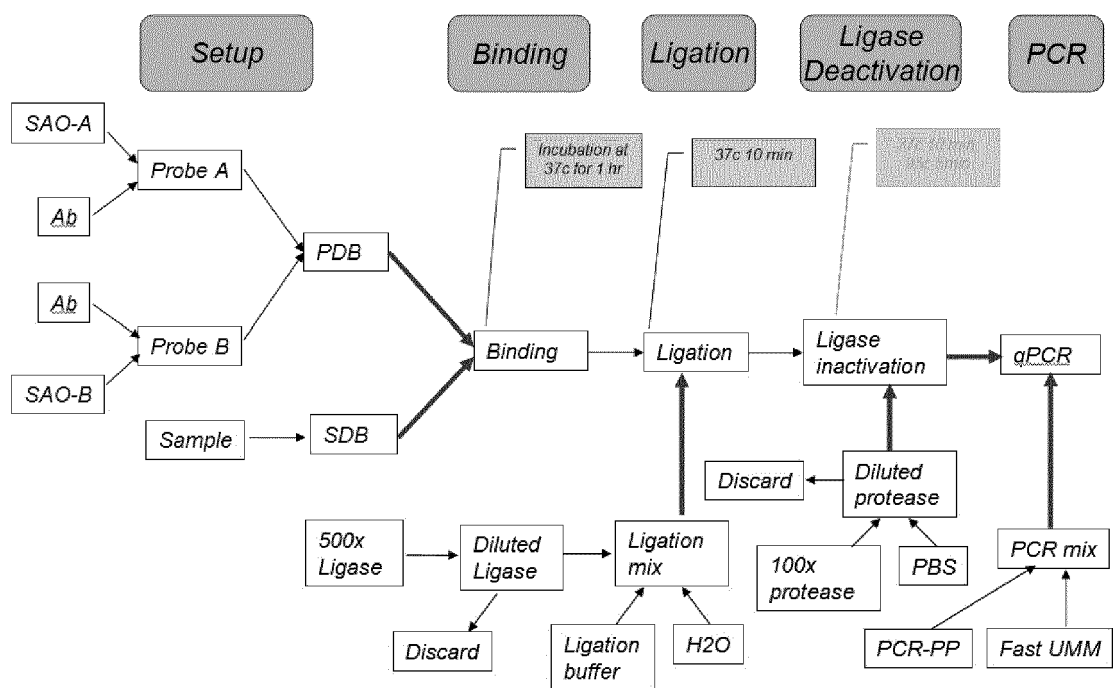 Setup
Binding
Ligation
Ligase
Deactivation
PCR
SAO-A
Probe A
Ab
Incubation at
37c for 1 hr
37c 10 min
PDB
Ab
Probe B
SAO-B
Binding
Ligation
Ligase
inactivation
qPCR
Sample
SDB
Discard
Diluted
protease
500x
Ligase
Diluted
Ligase
Ligation
mix
100x
protease
PBS
PCR mix
Discard
Ligation
buffer
H2O
PCR-PP
Fast UMM